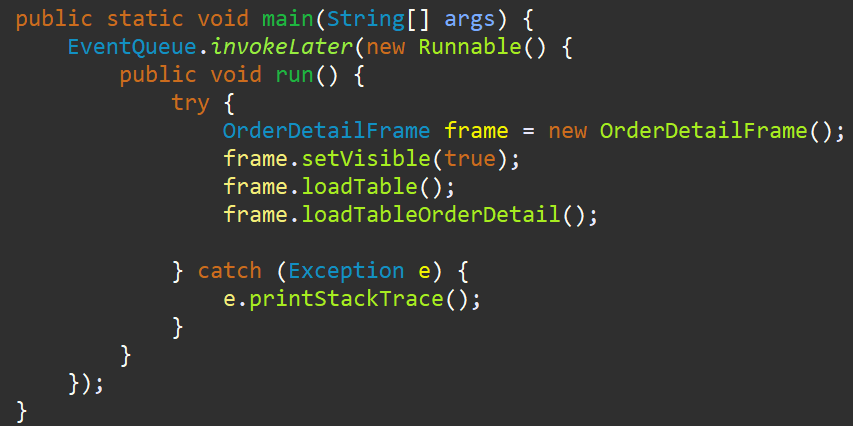 public static void main(String[] args) {
    EventQueue.invokeLater(new Runnable() {
        public void run() {
            try {
                OrderDetailFrame frame = new OrderDetailFrame();
                frame.setVisible(true);
                frame.loadTable();
                frame.loadTableOrderDetail();

            } catch (Exception e) {
                e.printStackTrace();
            }
        }
    });
}